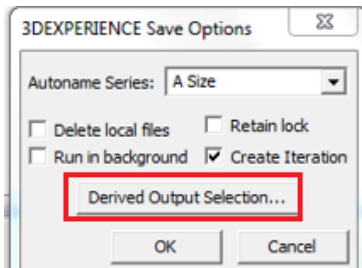 3DEXPERIENCE Save Options
Autoname Series: A Size
Delete local files Retain lock
Run in background Create Iteration
Derived Output Selection...
OK Cancel